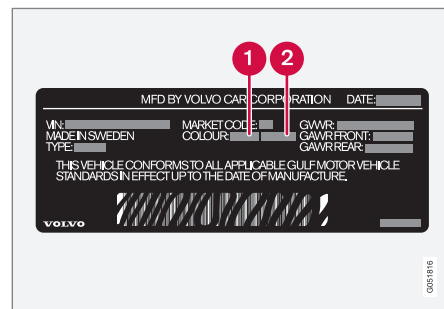 1 2
MFD BY VOLVO CAR CORPORATION DATE:
VIN: MARKET CODE: GVWR:
MADE IN SWEDEN COLOUR: GAWR FRONT:
TYPE: GAWR REAR:
THIS VEHICLE CONFORMS TO ALL APPLICABLE GULF MOTOR VEHICLE
STANDARDS IN EFFECT UP TO THE DATE OF MANUFACTURE.
VOLVO
G051816